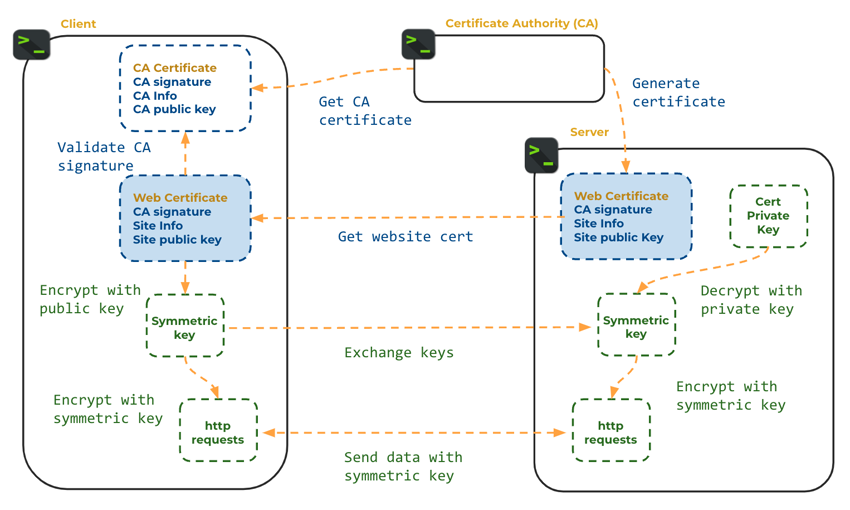 Client
Certificate Authority (CA)
CA Certificate
CA signature
CA Info
CA public key
Get CA
certificate
Generate
certificate
Validate CA
signature
Server
Web Certificate
CA signature
Site Info
Site public key
Get website cert
Web Certificate
CA signature
Site Info
Site public Key
Cert
Private
Key
Encrypt with
public key
Symmetric
key
Exchange keys
Symmetric
key
Decrypt with
private key
Encrypt with
symmetric key
http
requests
Send data with
symmetric key
http
requests
Encrypt with
symmetric key